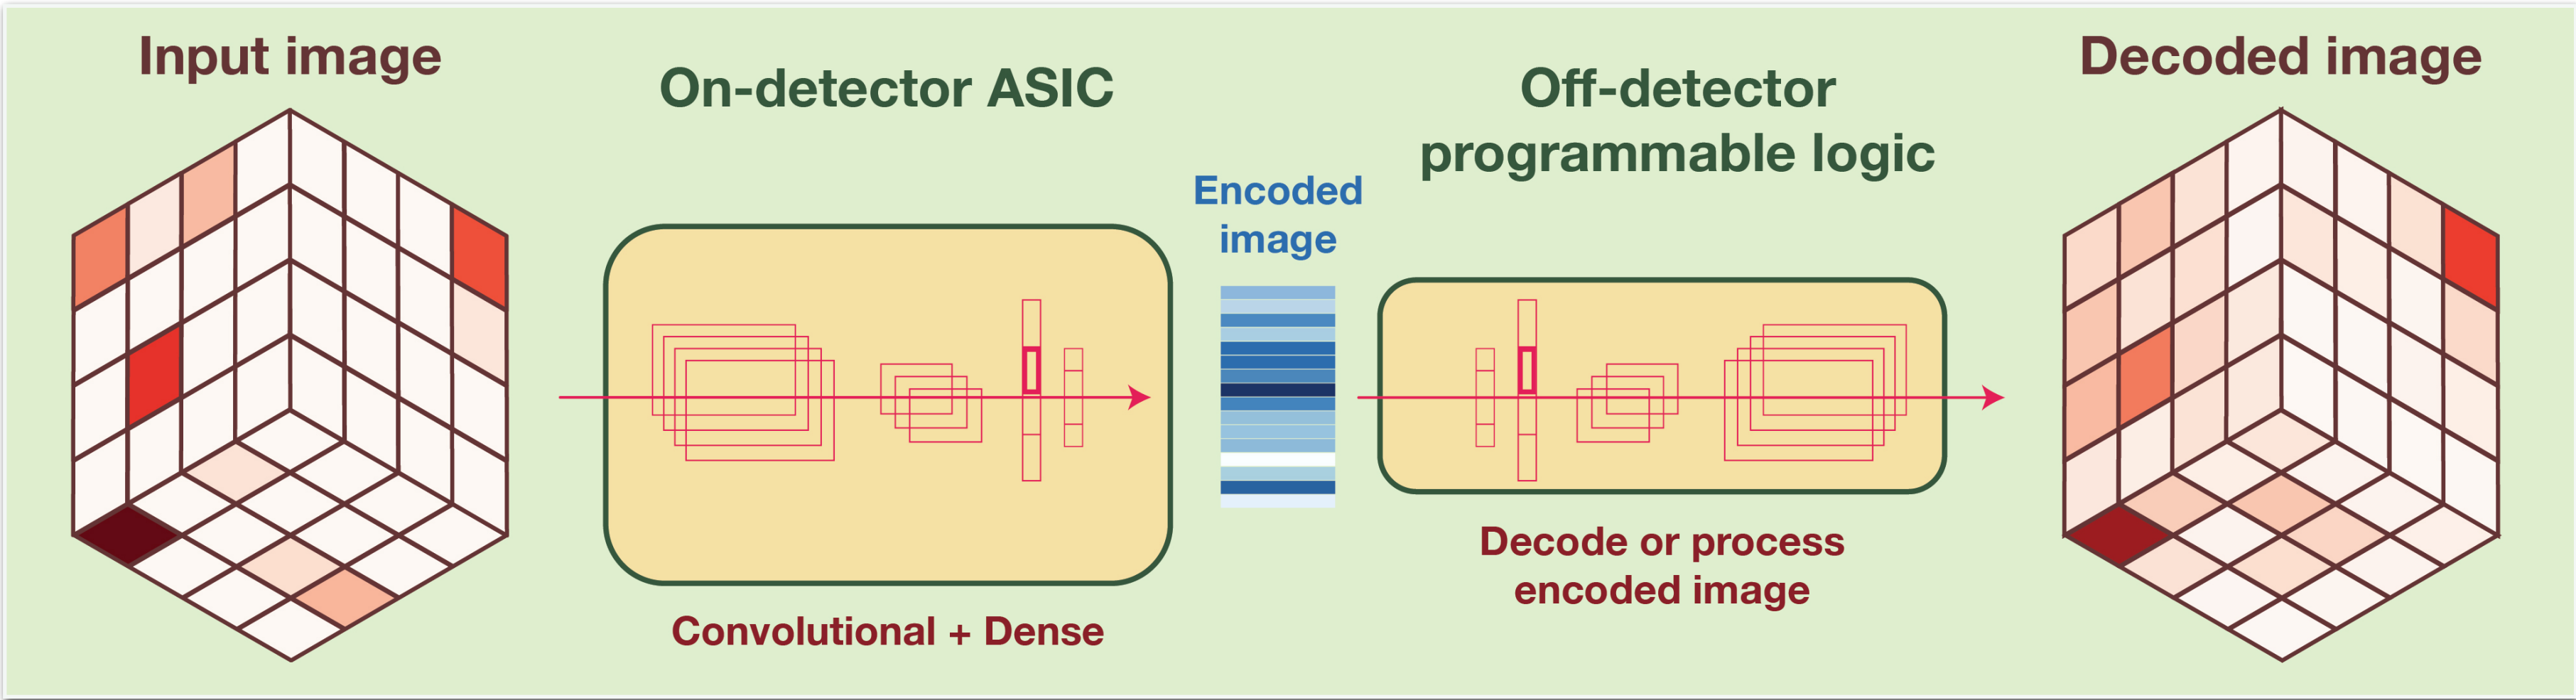 Input image
On-detector ASIC
Convolutional + Dense
Encoded
image
Off-detector
programmable logic
Decode or process
encoded image
Decoded image